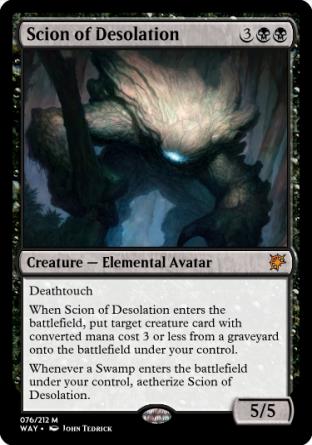 Scion of Desolation 3
Creature — Elemental Avatar
Deathtouch
When Scion of Desolation enters the
battlefield, put target creature card with
converted mana cost 3 or less from a graveyard
onto the battlefield under your control.
Whenever a Swamp enters the battlefield
under your control, aetherize Scion of
Desolation.
5/5
076/212 M
WAY • John Tedrick